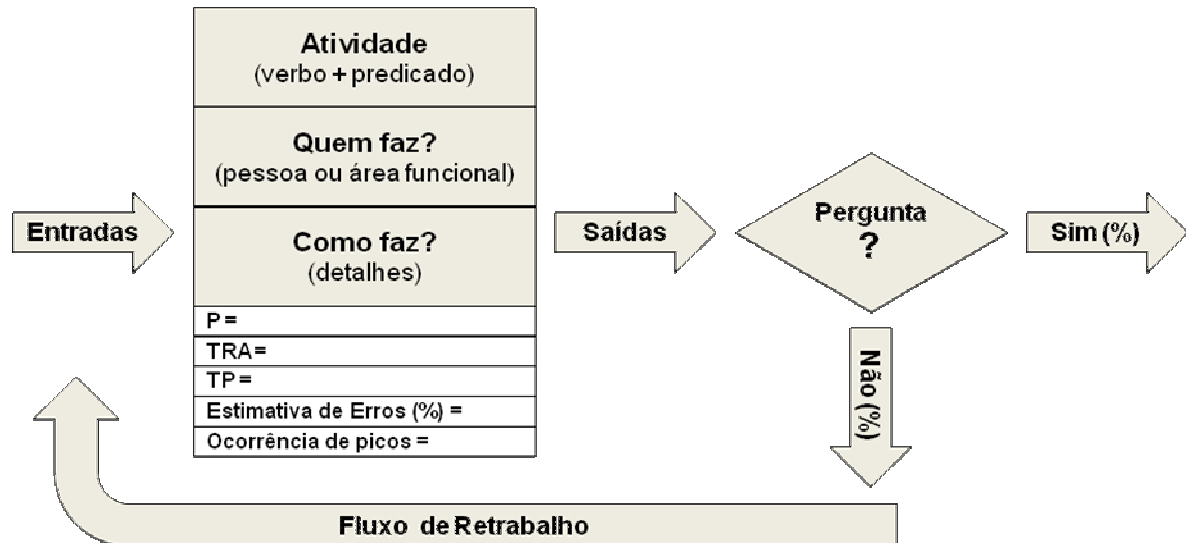 Atividade
(verbo + predicado)
Quem faz?
(pessoa ou área funcional)
Como faz?
(detalhes)
P =
TRA=
TP =
Estimativa de Erros (%) =
Ocorrência de picos =
Entradas
Saídas
Pergunta
?
Sim (%)
Não (%)
Fluxo de Retrabalho